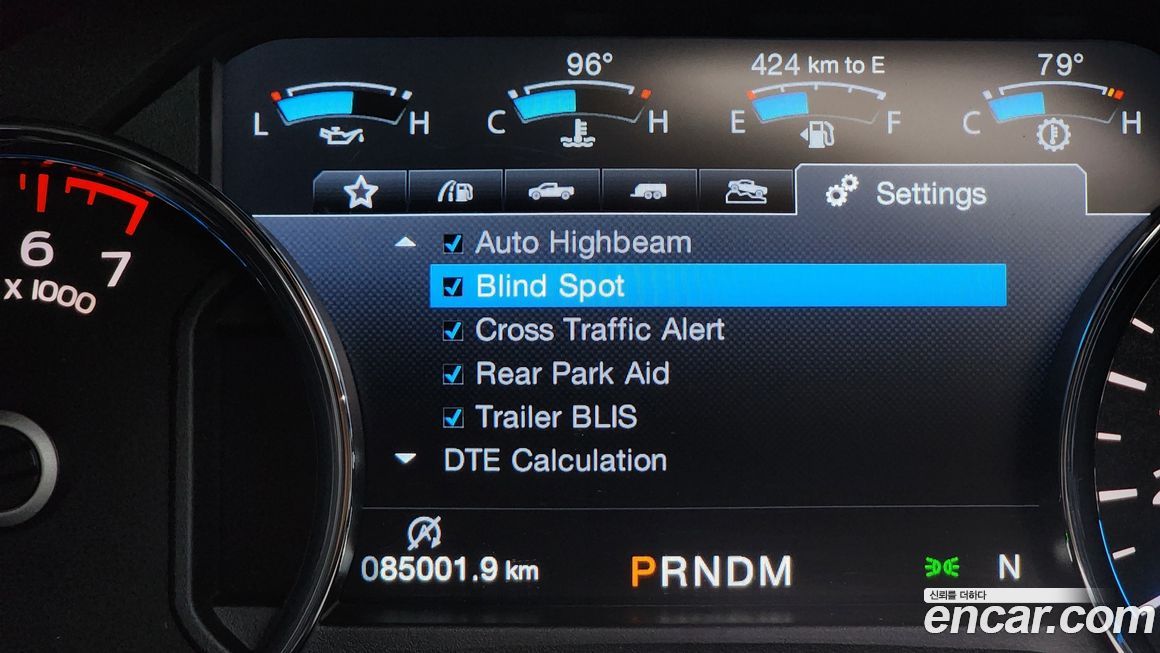 96° 424 km to E 79°
L H C H E F C H
Settings
6
7
x 1000
Auto Highbeam
Blind Spot
Cross Traffic Alert
Rear Park Aid
Trailer BLIS
DTE Calculation
A
085001.9 km PRNDM N
신뢰를 더하다
encar.com